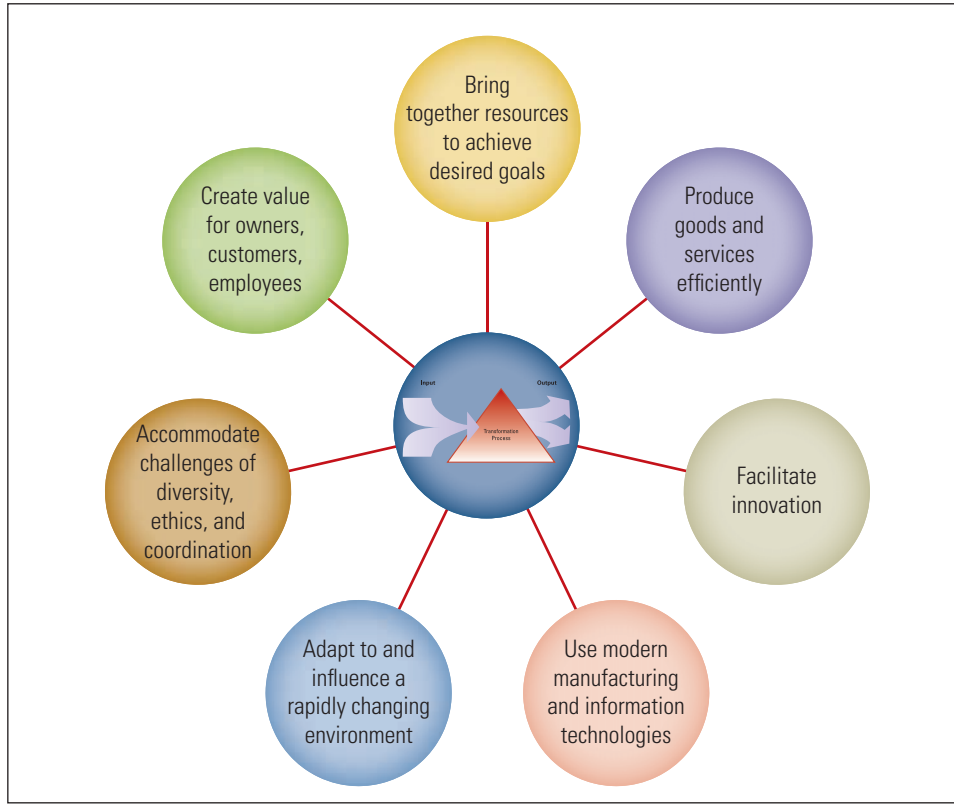 Bring
together resources
to achieve
desired goals
Produce
goods and
services
efficiently
Facilitate
innovation
Use modern
manufacturing
and information
technologies
Adapt to and
influence a
rapidly changing
environment
Accommodate
challenges of
diversity,
ethics, and
coordination
Create value
for owners,
customers,
employees
Input
Output
Transformation
Process